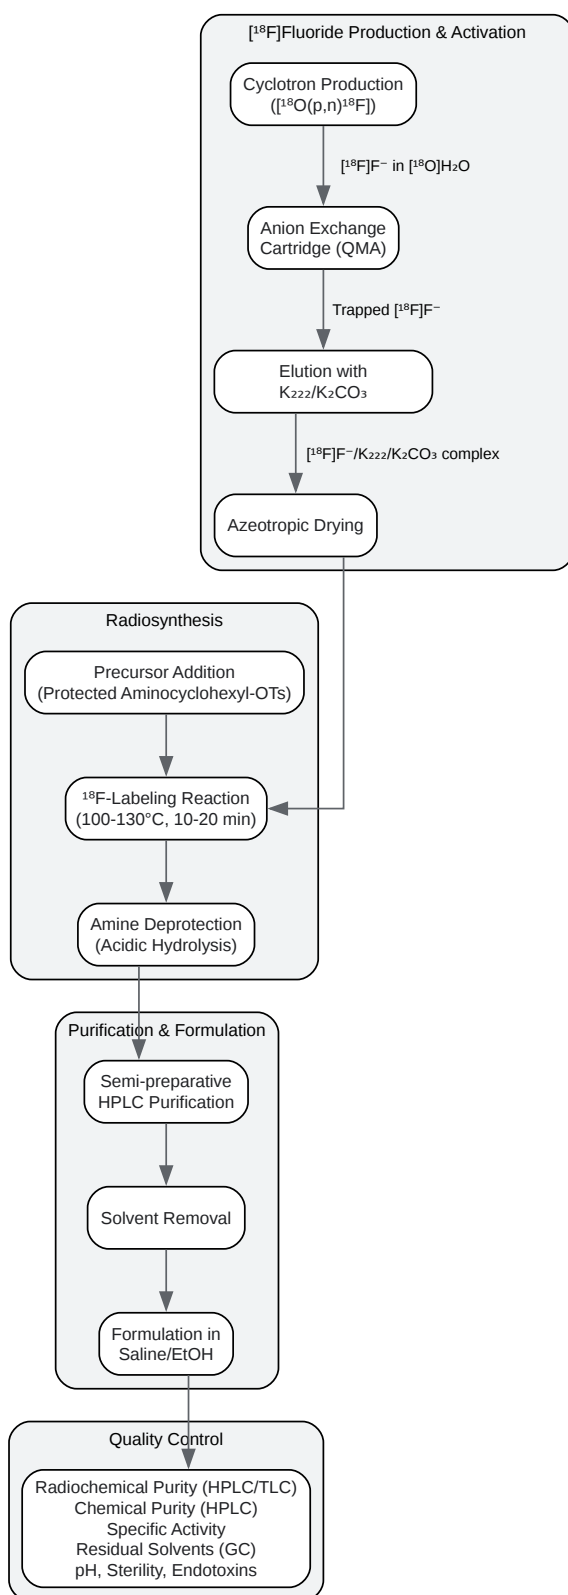 [¹⁸F]Fluoride Production & Activation
Cyclotron Production
([¹⁸O(p,n)¹⁸F])
[¹⁸F]F⁻ in [¹⁸O]H₂O
Anion Exchange
Cartridge (QMA)
Trapped [¹⁸F]F⁻
Elution with
K₂₂₂/K₂CO₃
[¹⁸F]F⁻/K₂₂₂/K₂CO₃ complex
Azeotropic Drying
Radiosynthesis
Precursor Addition
(Protected Aminocyclohexyl-OTs)
¹⁸F-Labeling Reaction
(100-130°C, 10-20 min)
Amine Deprotection
(Acidic Hydrolysis)
Purification & Formulation
Semi-preparative
HPLC Purification
Solvent Removal
Formulation in
Saline/EtOH
Quality Control
Radiochemical Purity (HPLC/TLC)
Chemical Purity (HPLC)
Specific Activity
Residual Solvents (GC)
pH, Sterility, Endotoxins